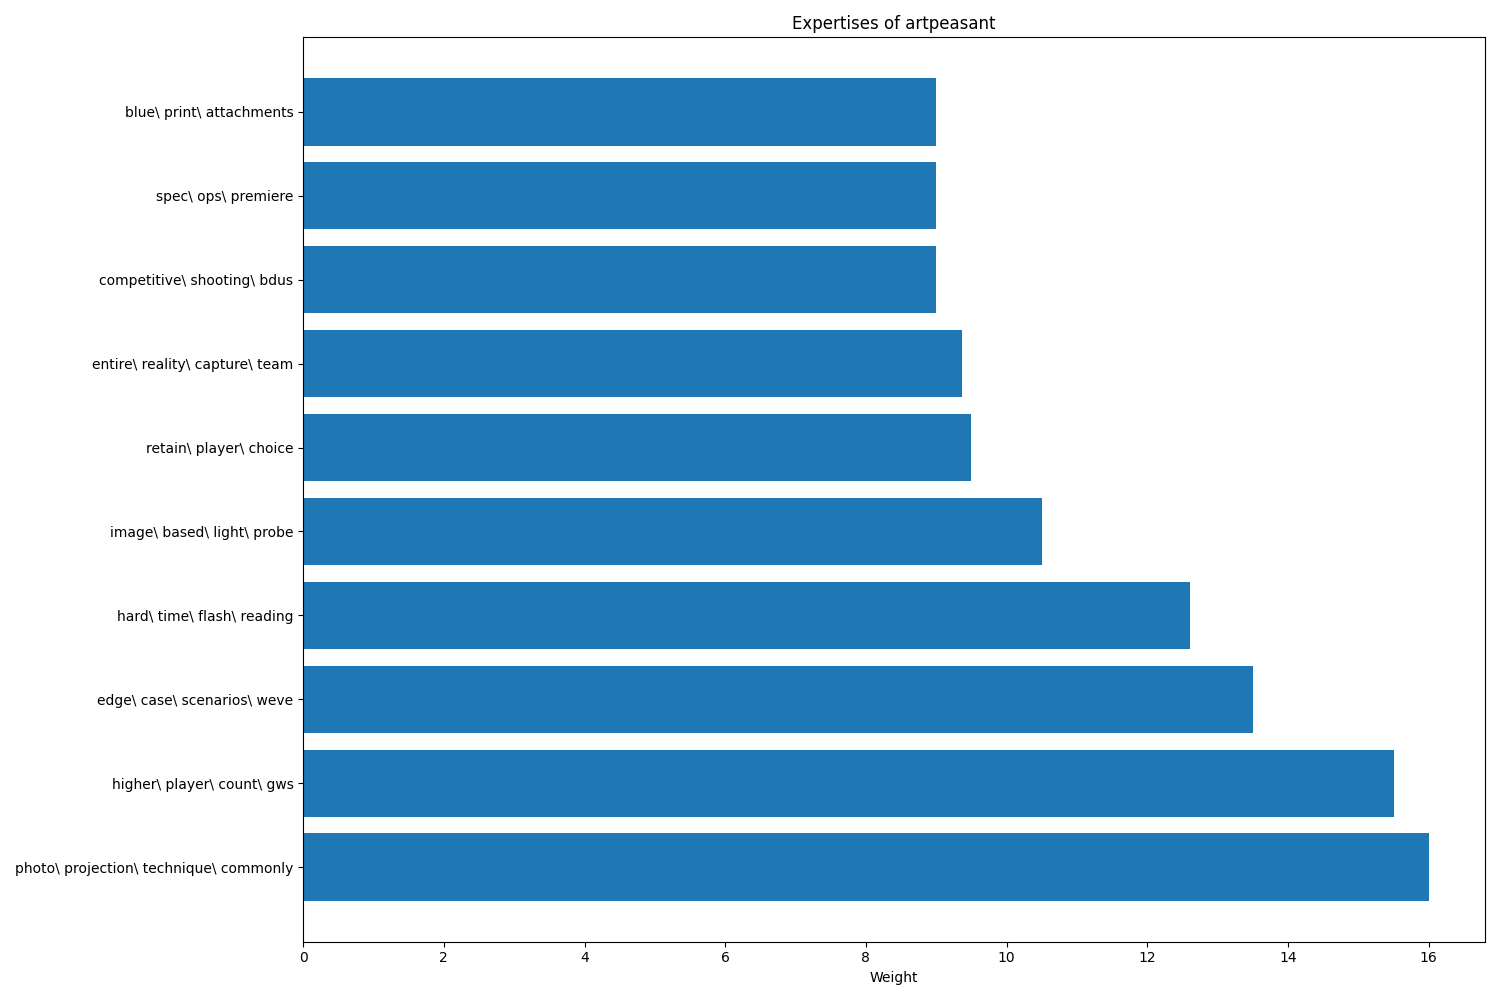 Expertises of artpeasant
blue\ print\ attachments
spec\ ops\ premiere
competitive\ shooting\ bdus
entire\ reality\ capture\ team
retain\ player\ choice
image\ based\ light\ probe
hard\ time\ flash\ reading
edge\ case\ scenarios\ weve
higher\ player\ count\ gws
photo\ projection\ technique\ commonly
0 2 4 6 8 10 12 14 16
Weight